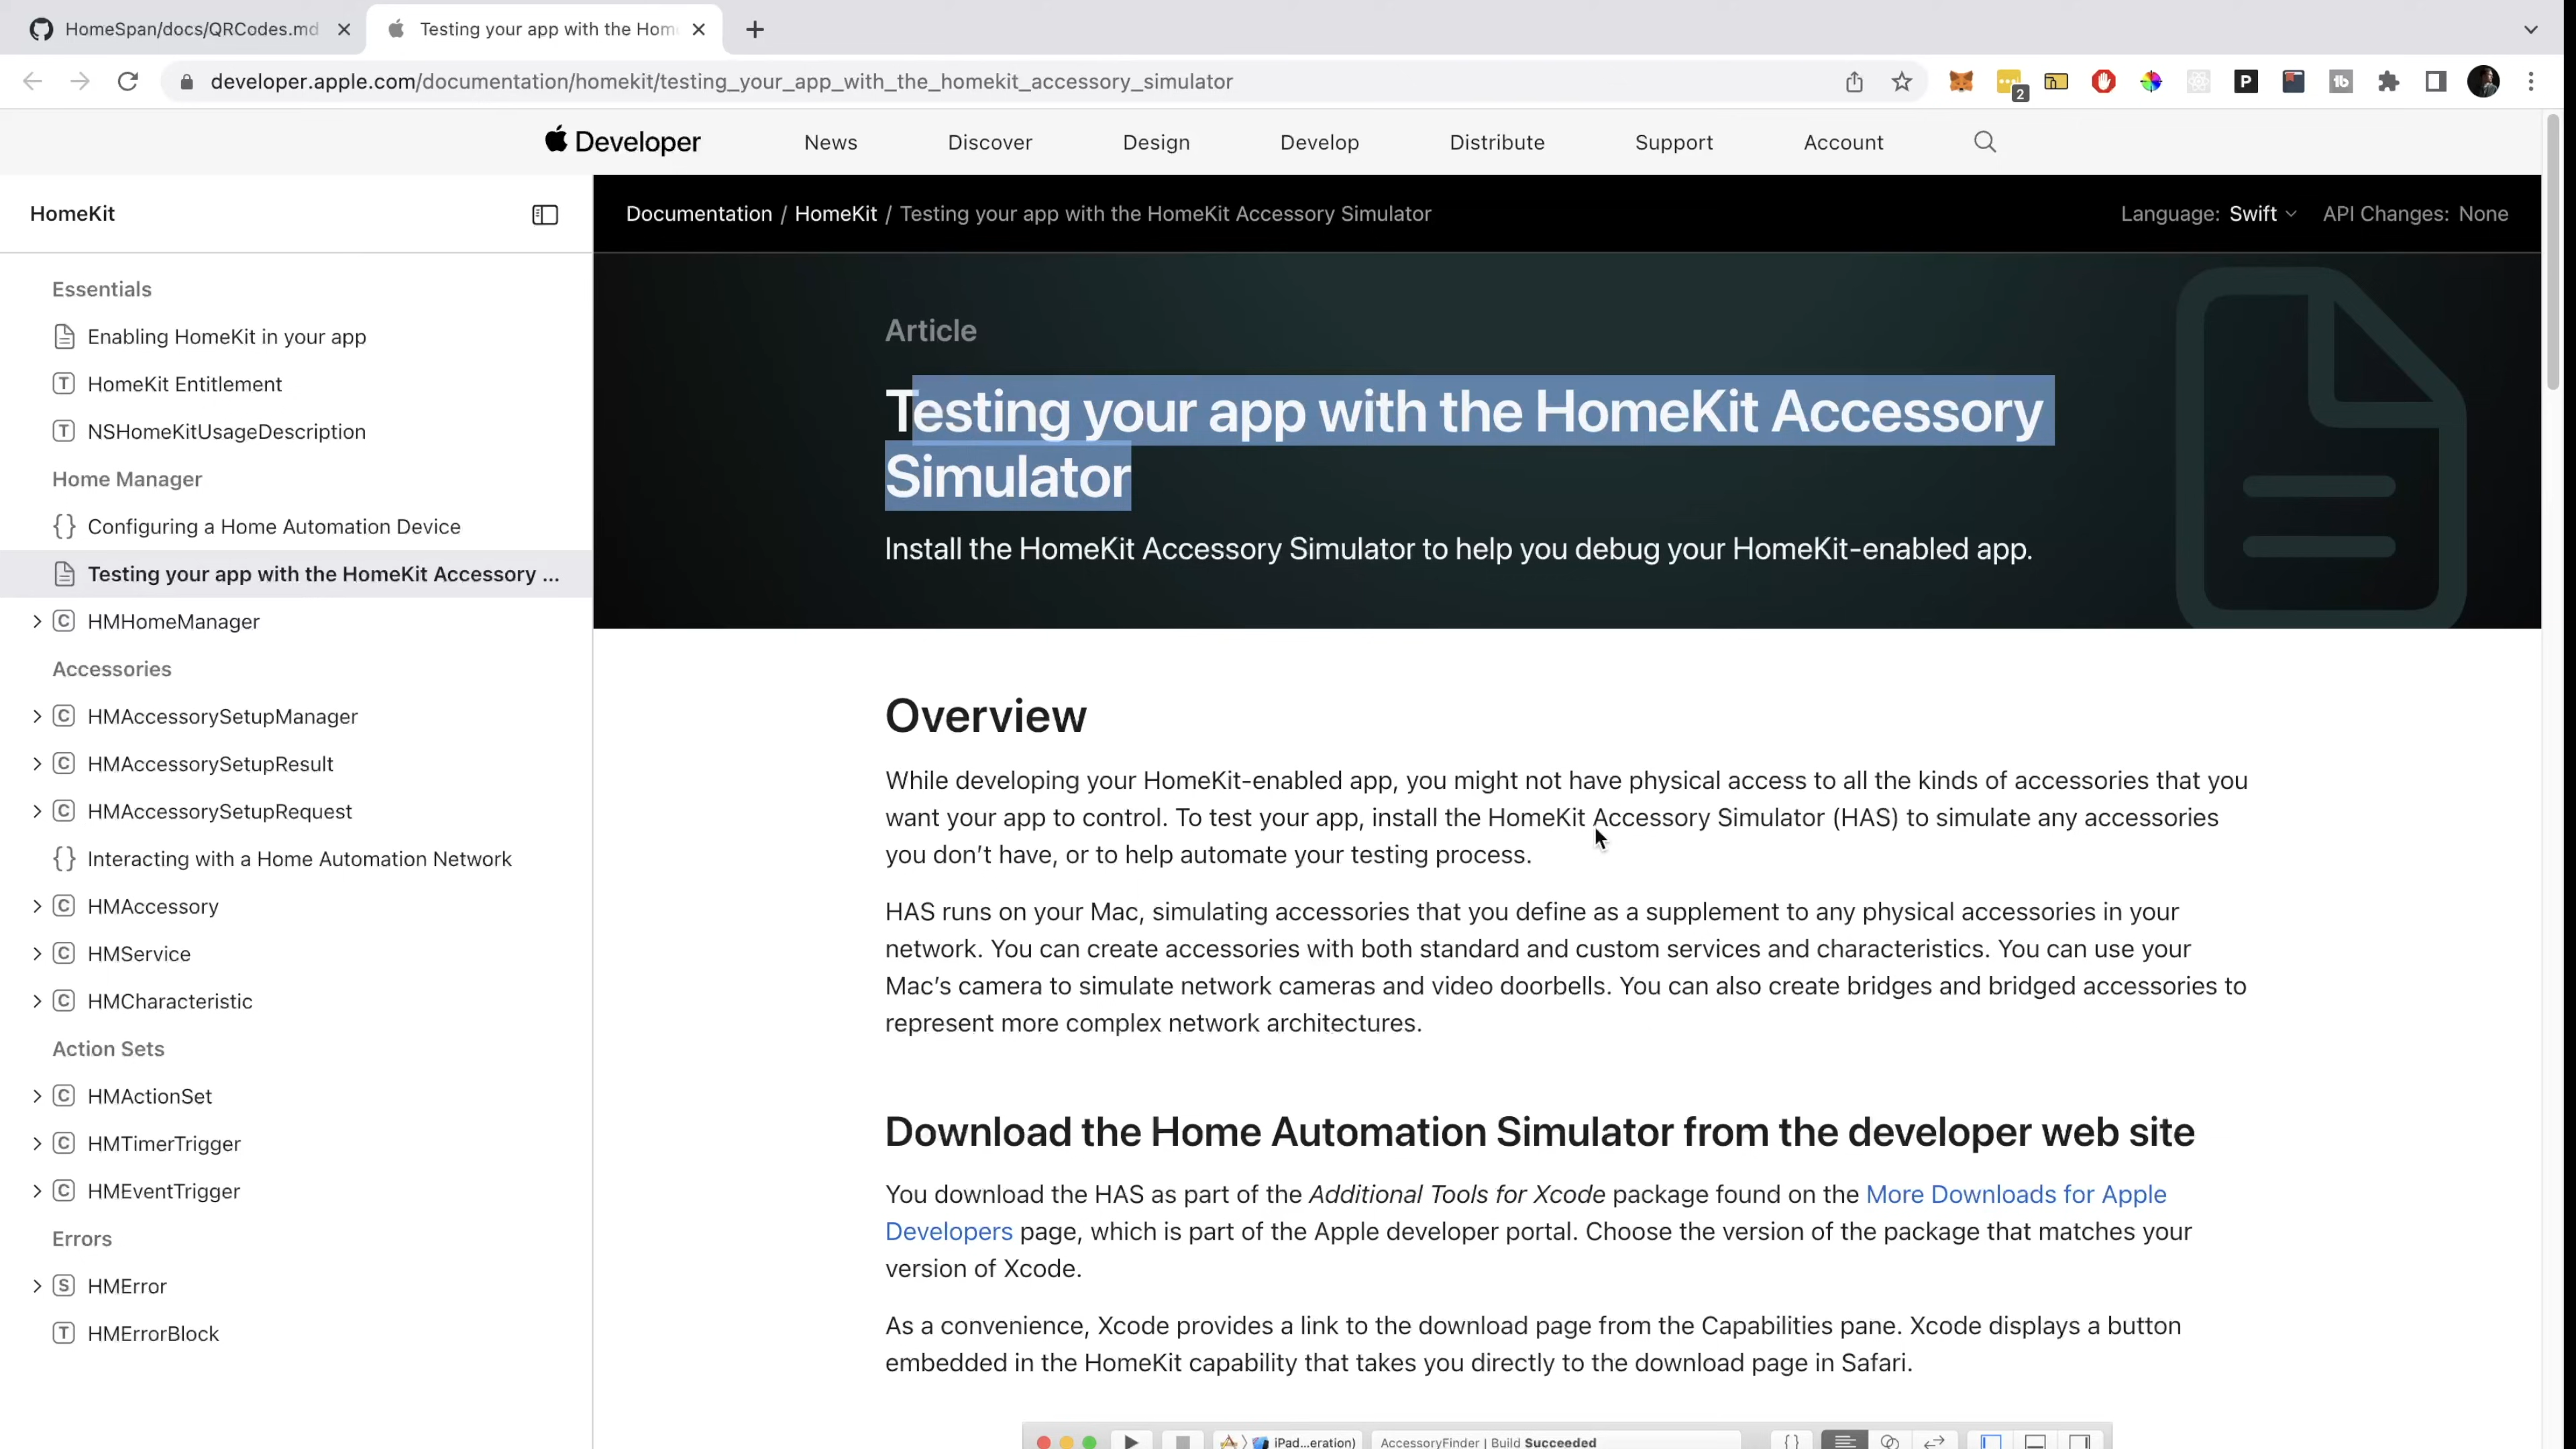 HomeSpan/docs/QRCodes.md
Testing your app with the Hom
developer.apple.com/documentation/homekit/testing_your_app_with_the_homekit_accessory_simulator
2
P
tb
Developer
News
Discover
Design
Develop
Distribute
Support
Account
HomeKit
Documentation / HomeKit / Testing your app with the HomeKit Accessory Simulator
Language: Swift
API Changes: None
Essentials
Enabling HomeKit in your app
T HomeKit Entitlement
T NSHomeKitUsageDescription
Home Manager
{} Configuring a Home Automation Device
Testing your app with the HomeKit Accessory ...
C HMHomeManager
Accessories
C HMAccessorySetupManager
C HMAccessorySetupResult
C HMAccessorySetupRequest
{} Interacting with a Home Automation Network
C HMAccessory
C HMService
C HMCharacteristic
Action Sets
C HMActionSet
C HMTimerTrigger
C HMEventTrigger
Errors
S HMError
T HMErrorBlock
Article
Testing your app with the HomeKit Accessory
Simulator
Install the HomeKit Accessory Simulator to help you debug your HomeKit-enabled app.
Overview
While developing your HomeKit-enabled app, you might not have physical access to all the kinds of accessories that you
want your app to control. To test your app, install the HomeKit Accessory Simulator (HAS) to simulate any accessories
you don’t have, or to help automate your testing process.
HAS runs on your Mac, simulating accessories that you define as a supplement to any physical accessories in your
network. You can create accessories with both standard and custom services and characteristics. You can use your
Mac’s camera to simulate network cameras and video doorbells. You can also create bridges and bridged accessories to
represent more complex network architectures.
Download the Home Automation Simulator from the developer web site
You download the HAS as part of the Additional Tools for Xcode package found on the More Downloads for Apple
Developers page, which is part of the Apple developer portal. Choose the version of the package that matches your
version of Xcode.
As a convenience, Xcode provides a link to the download page from the Capabilities pane. Xcode displays a button
embedded in the HomeKit capability that takes you directly to the download page in Safari.
iPad...eration)
AccessoryFinder | Build Succeeded
{}